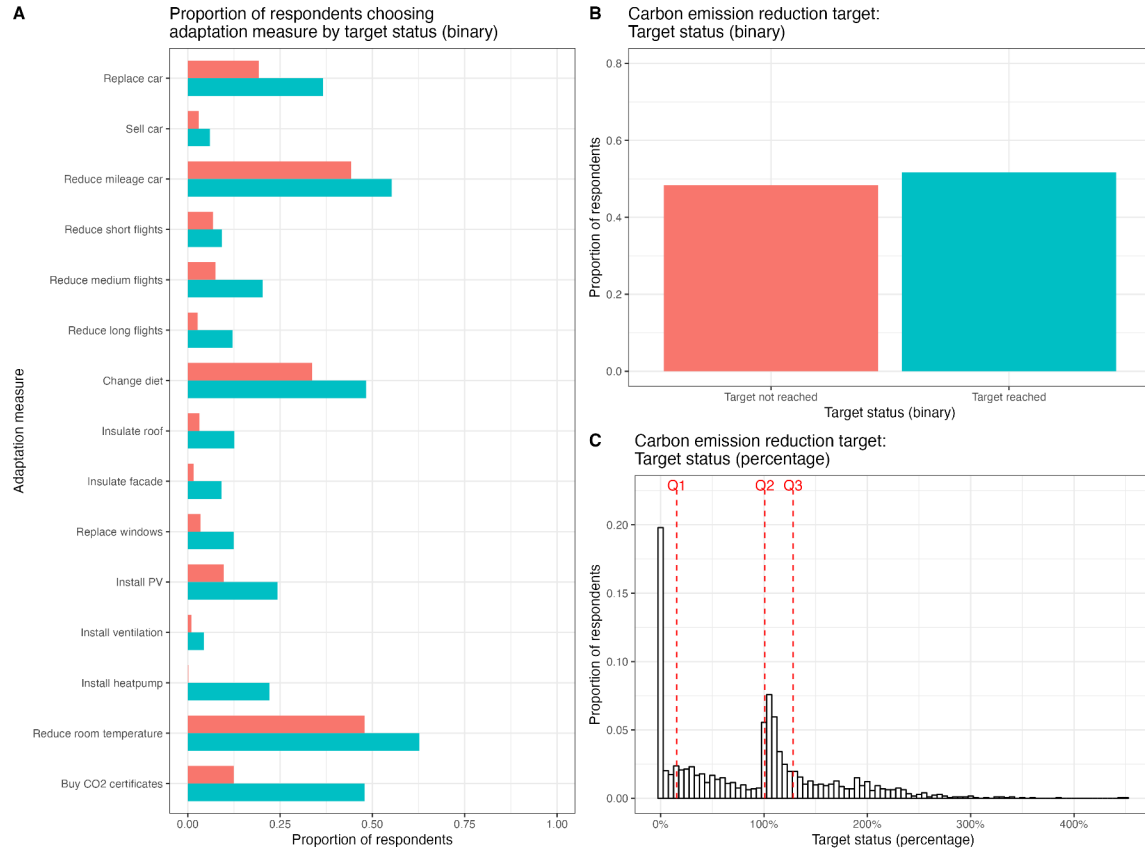 A
Proportion of respondents choosing
adaptation measure by target status (binary)
Adaptation measure
Replace car
Sell car
Reduce mileage car
Reduce short flights
Reduce medium flights
Reduce long flights
Change diet
Insulate roof
Insulate facade
Replace windows
Install PV
Install ventilation
Install heatpump
Reduce room temperature
Buy CO2 certificates
0.00 0.25 0.50 0.75 1.00
Proportion of respondents
B
Carbon emission reduction target:
Target status (binary)
Proportion of respondents
0.8
0.6
0.4
0.2
0.0
Target not reached Target reached
Target status (binary)
C
Carbon emission reduction target:
Target status (percentage)
Proportion of respondents
Q1 Q2 Q3
0.20
0.15
0.10
0.05
0.00
0% 100% 200% 300% 400%
Target status (percentage)